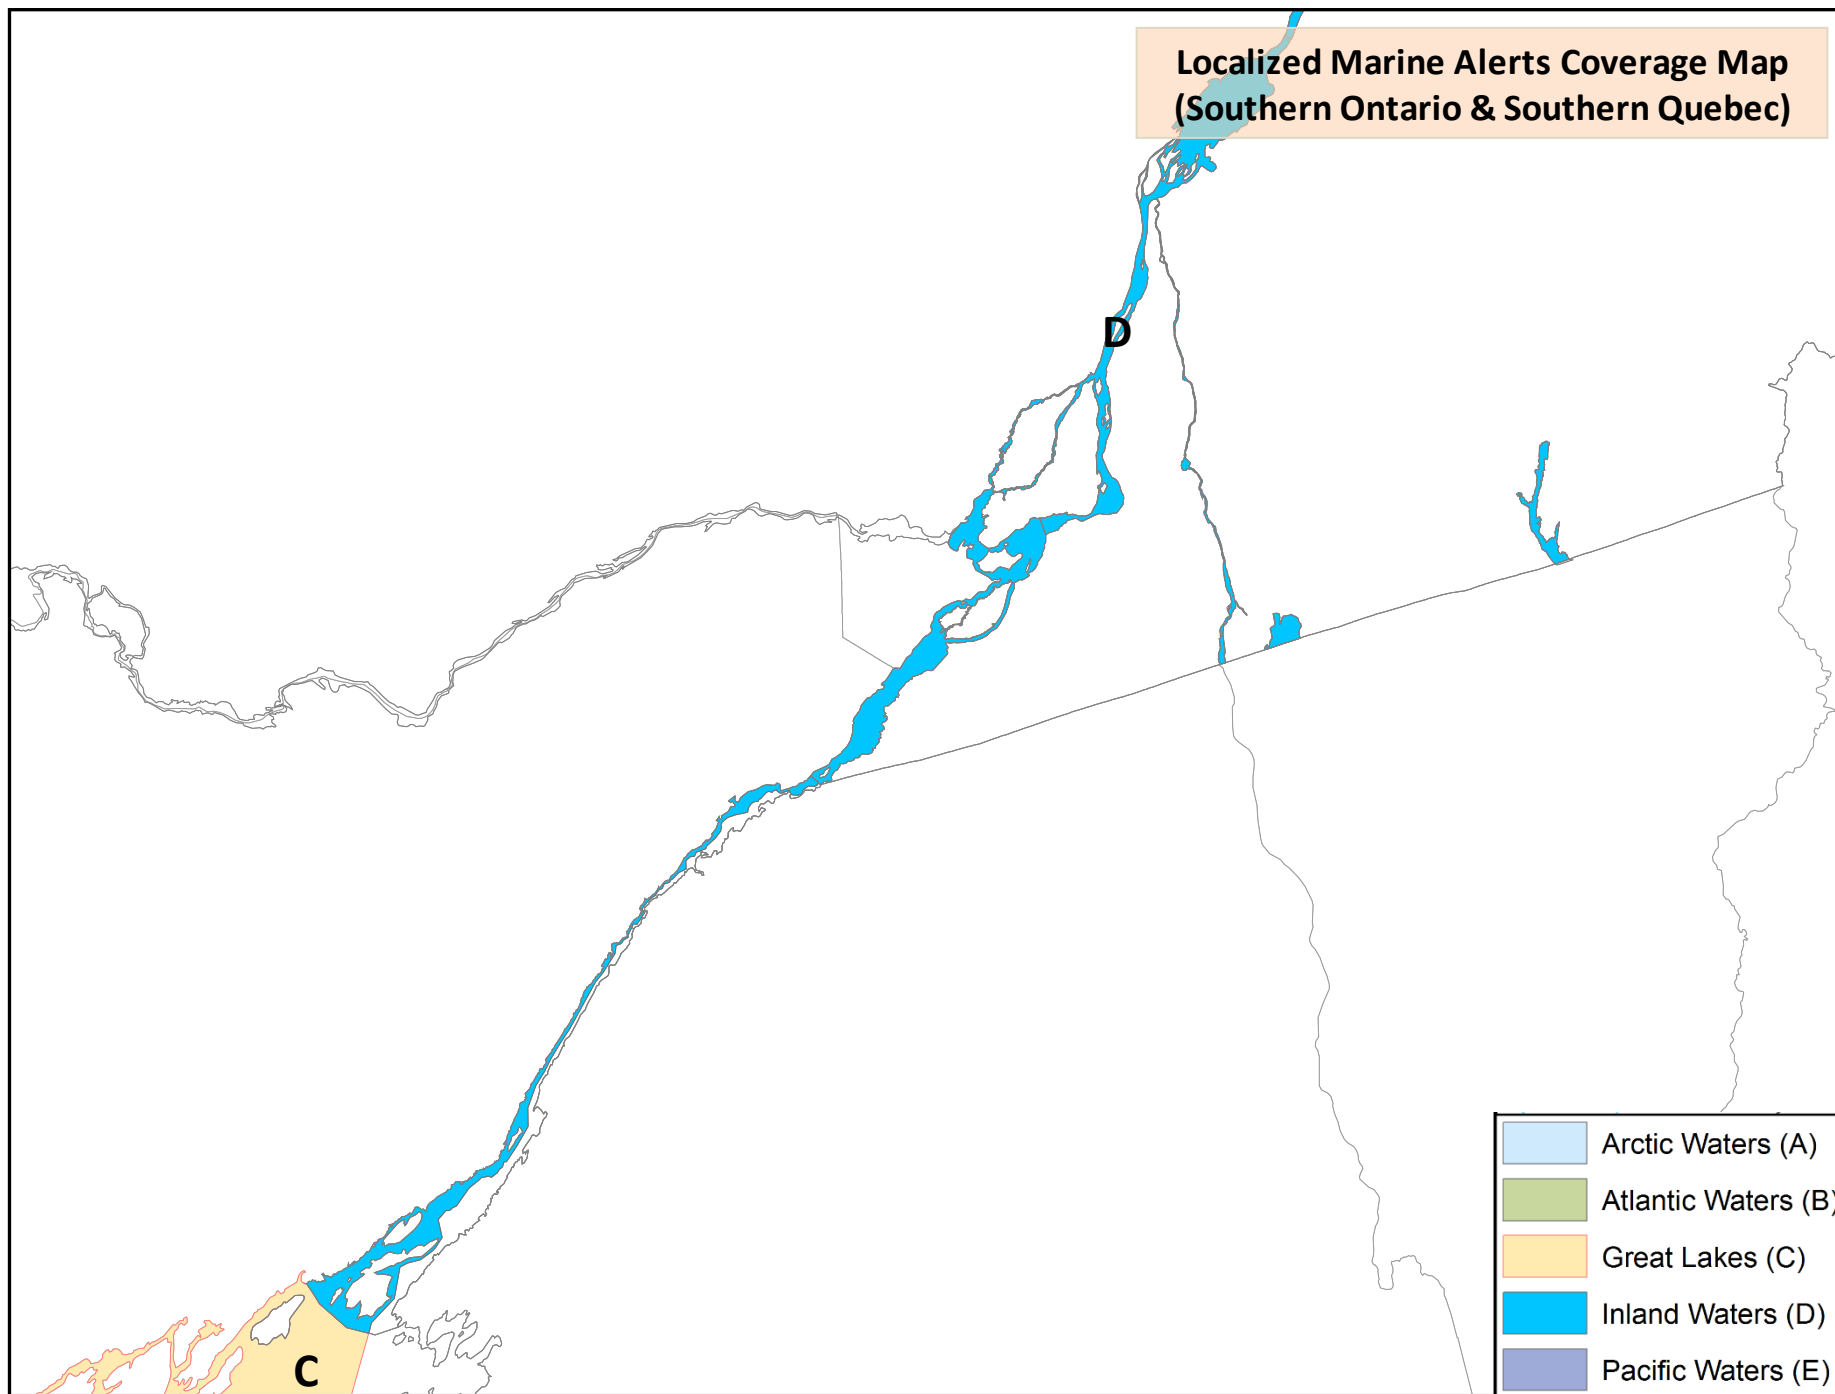 Localized Marine Alerts Coverage Map
(Southern Ontario & Southern Quebec)
D
Arctic Waters (A)
Atlantic Waters (B)
Great Lakes (C)
Inland Waters (D)
Pacific Waters (E)
C